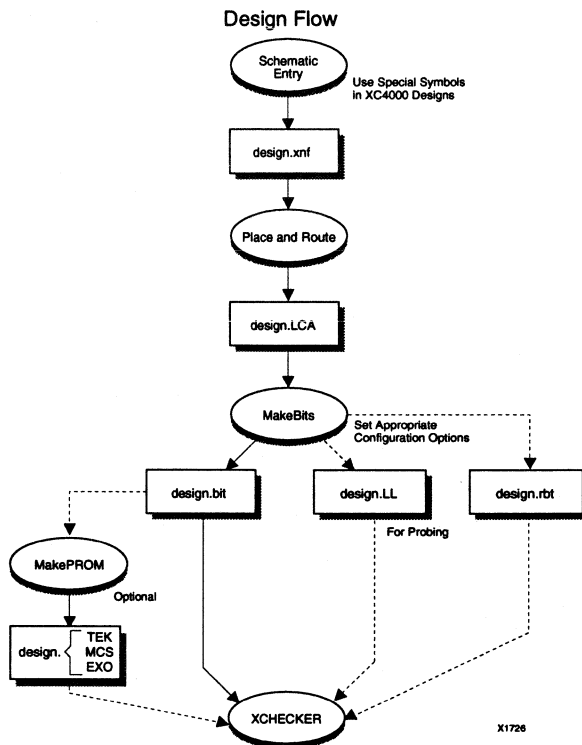 Design Flow
Schematic
Entry
Use Special Symbols
in XC4000 Designs
design.xnf
Place and Route
design.LCA
MakeBits
Set Appropriate
Configuration Options
design.bit
design.LL
design.rbt
For Probing
MakePROM
Optional
TEK
design. MCS
EXO
XCHECKER
X1726